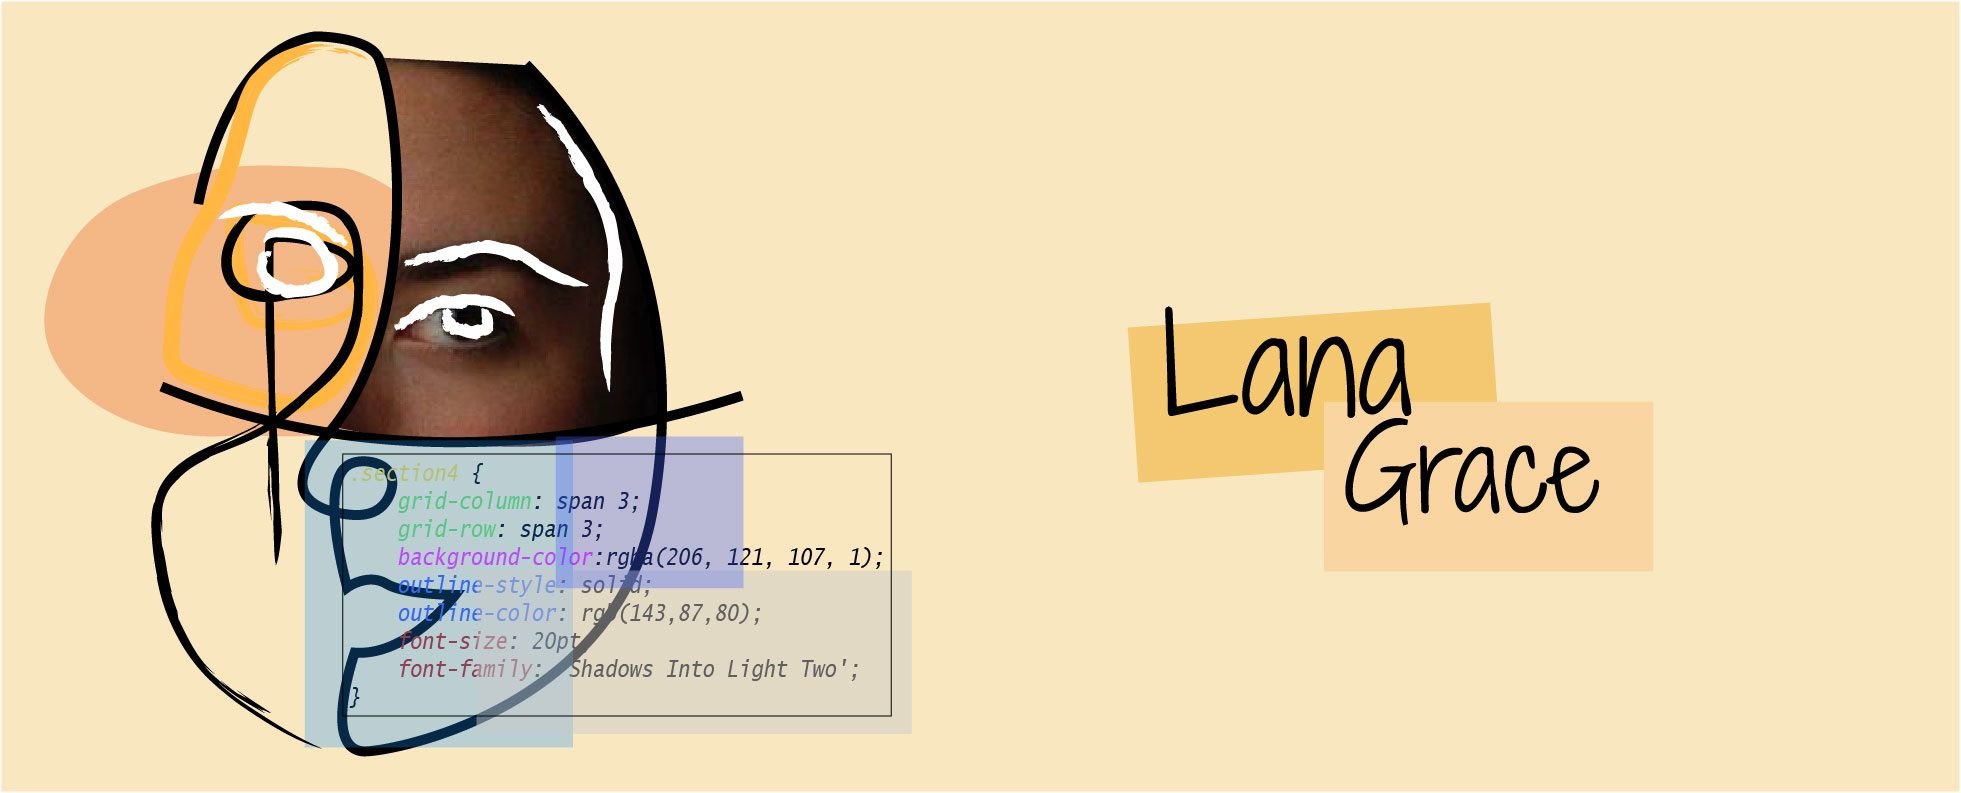 .section4 {
grid-column: span 3;
grid-row: span 3;
background-color:rgba(206, 121, 107, 1);
outline-style: solid;
outline-color: rgb(143,87,80);
font-size: 20pt;
font-family: 'Shadows Into Light Two';
}
Lana
Grace